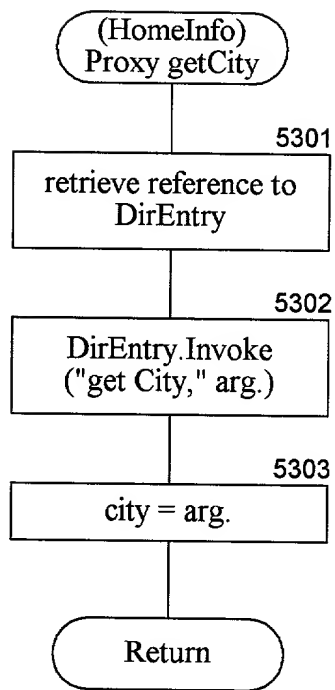 (HomeInfo)
Proxy getCity
5301
retrieve reference to
DirEntry
5302
DirEntry.Invoke
("get City," arg.)
5303
city = arg.
Return